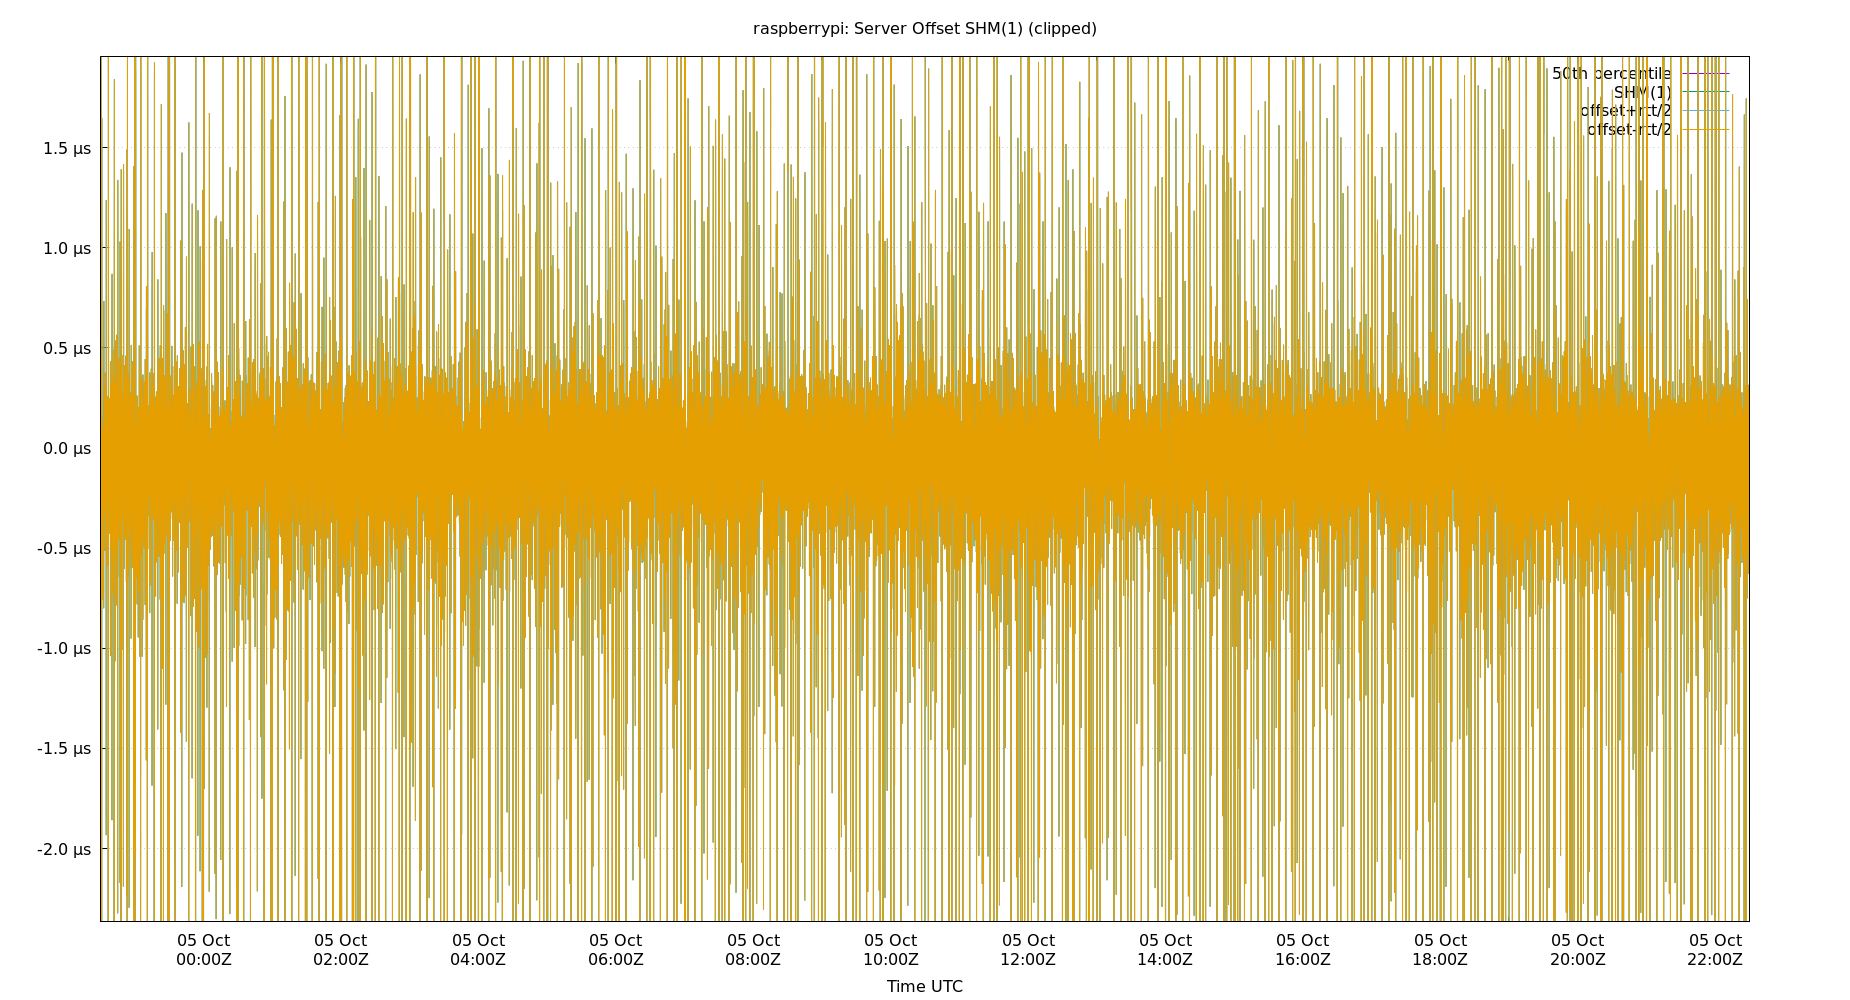 raspberrypi: Server Offset SHM(1) (clipped)
50th percentile
SHM(1)
offset+rtt/2
offset-rtt/2
1.5 µs
1.0 µs
0.5 µs
0.0 µs
-0.5 µs
-1.0 µs
-1.5 µs
-2.0 µs
05 Oct 05 Oct 05 Oct 05 Oct 05 Oct 05 Oct 05 Oct 05 Oct 05 Oct 05 Oct 05 Oct 05 Oct
00:00Z 02:00Z 04:00Z 06:00Z 08:00Z 10:00Z 12:00Z 14:00Z 16:00Z 18:00Z 20:00Z 22:00Z
Time UTC